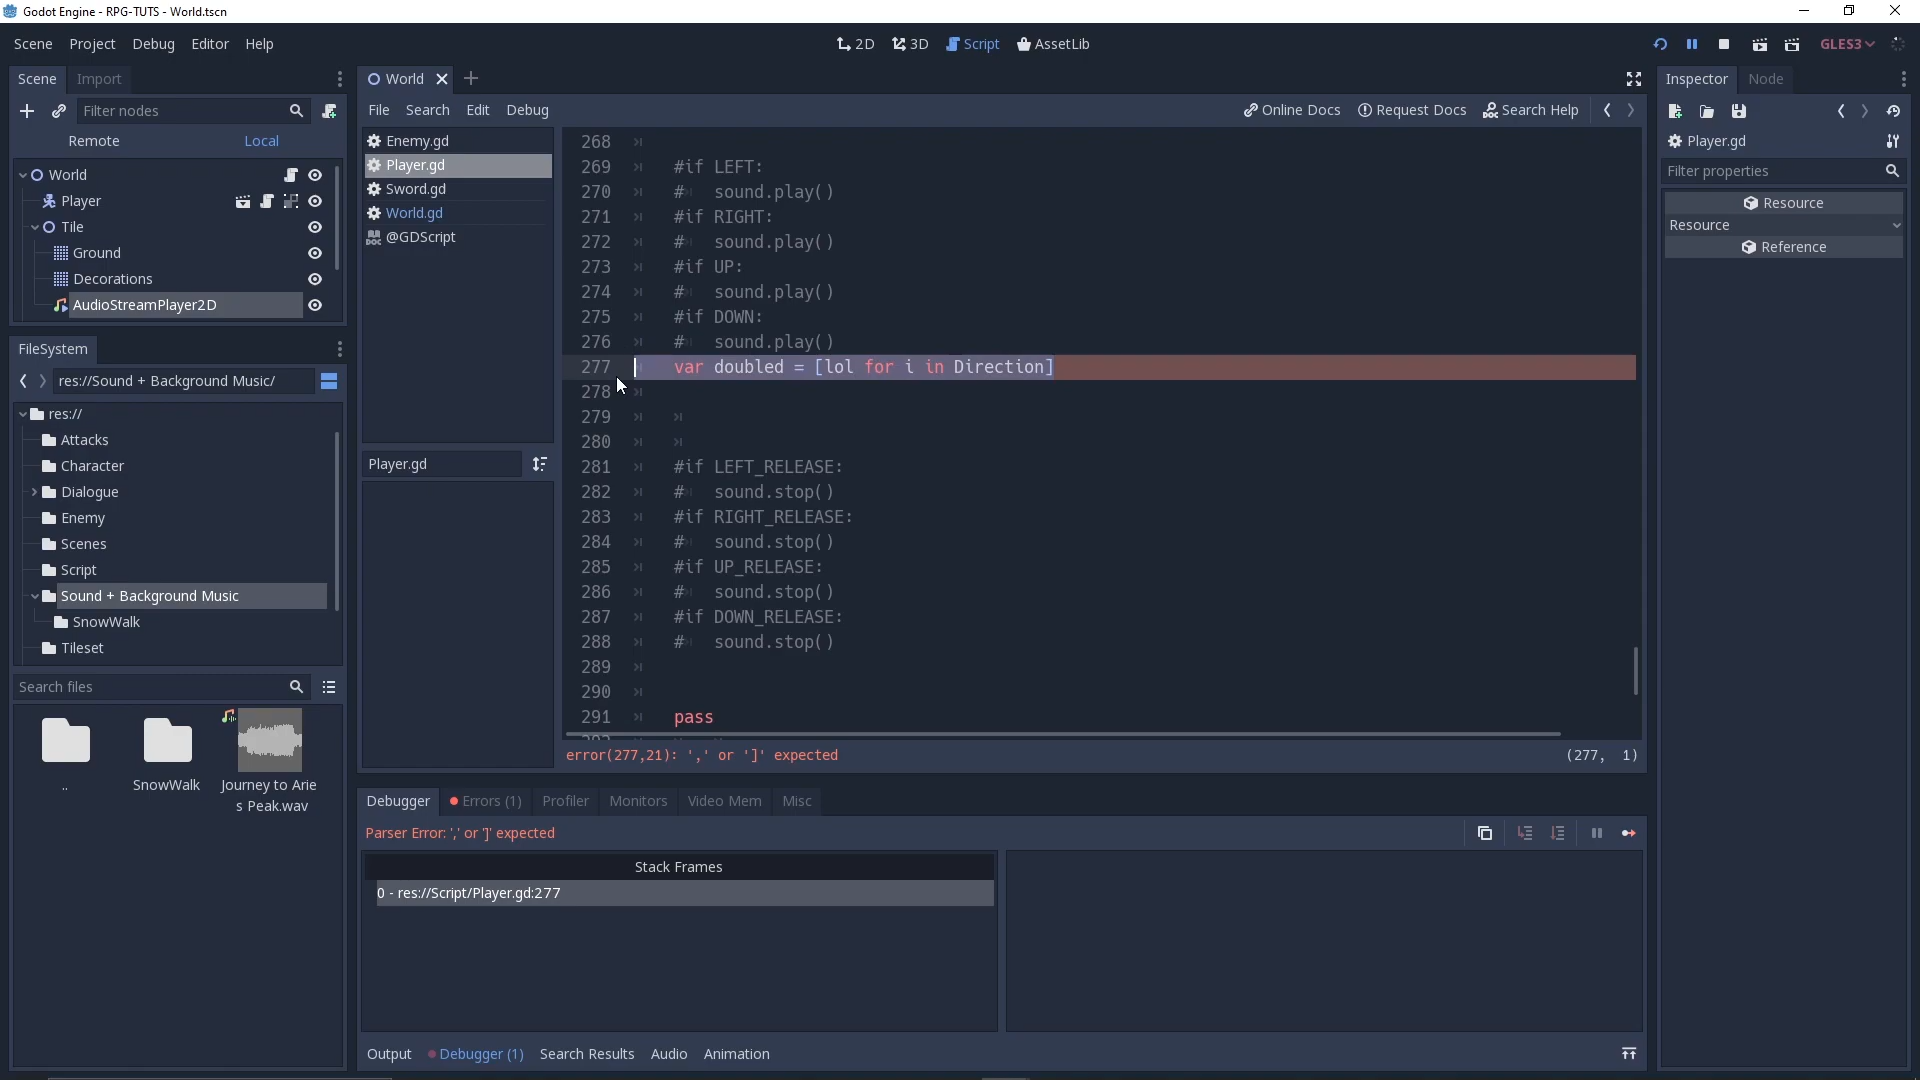 Godot Engine - RPG-TUTS - World.tscn
Scene Project Debug Editor Help
2D 3D Script AssetLib
GLES3
Scene Import
Filter nodes
Remote Local
World
Player
Tile
Ground
Decorations
AudioStreamPlayer2D
FileSystem
res://Sound + Background Music/
res://
Attacks
Character
Dialogue
Enemy
Scenes
Script
Sound + Background Music
SnowWalk
Tileset
Search files
..
SnowWalk
Journey to Arie
s Peak.wav
World
File Search Edit Debug
Online Docs Request Docs Search Help
Enemy.gd
Player.gd
Sword.gd
World.gd
@GDScript
Player.gd
268
269 #if LEFT:
270 # sound.play()
271 #if RIGHT:
272 # sound.play()
273 #if UP:
274 # sound.play()
275 #if DOWN:
276 # sound.play()
277 var doubled = [lol for i in Direction]
278
279
280
281 #if LEFT_RELEASE:
282 # sound.stop()
283 #if RIGHT_RELEASE:
284 # sound.stop()
285 #if UP_RELEASE:
286 # sound.stop()
287 #if DOWN_RELEASE:
288 # sound.stop()
289
290
291 pass
error(277,21): ',' or ']' expected
(277, 1)
Debugger Errors (1) Profiler Monitors Video Mem Misc
Parser Error: ',' or ']' expected
Stack Frames
0 - res://Script/Player.gd:277
Output Debugger (1) Search Results Audio Animation
Inspector Node
Player.gd
Filter properties
Resource
Resource
Reference